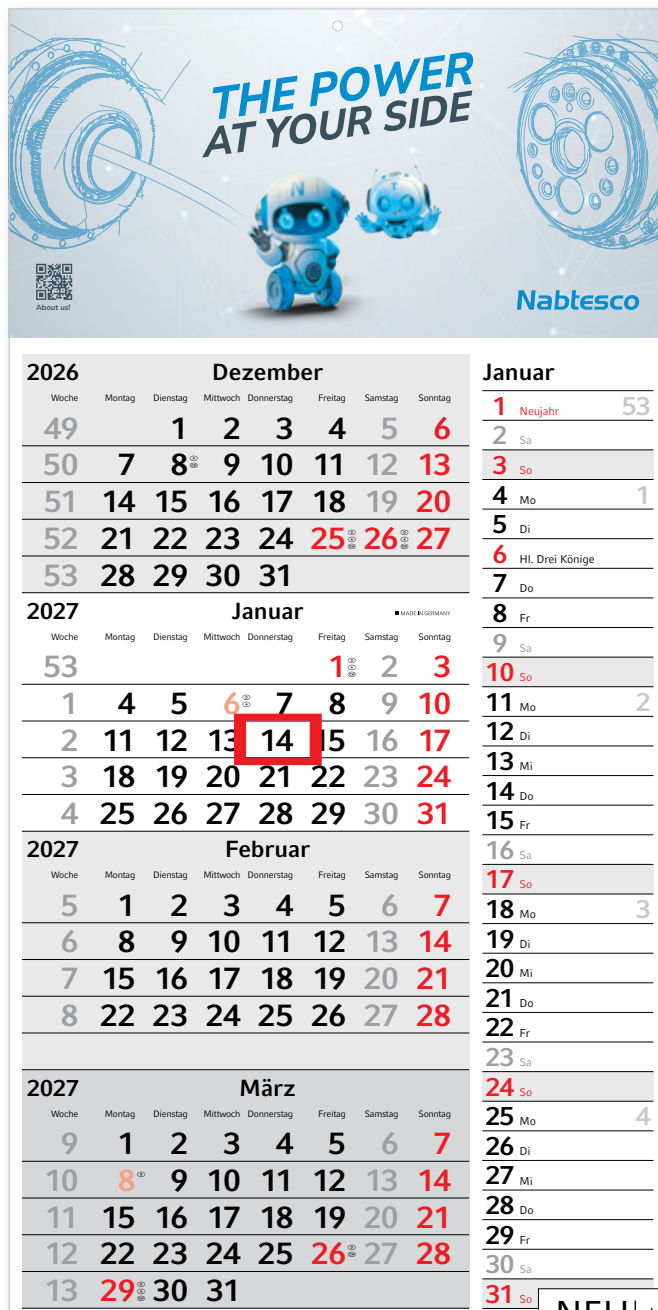 THE POWER
AT YOUR SIDE
N
T
About us!
Nabtesco
2026 Dezember
Woche Montag Dienstag Mittwoch Donnerstag Freitag Samstag Sonntag
49 1 2 3 4 5 6
50 7 8 9 10 11 12 13
51 14 15 16 17 18 19 20
52 21 22 23 24 25 26 27
53 28 29 30 31
2027 Januar
MADE IN GERMANY
Woche Montag Dienstag Mittwoch Donnerstag Freitag Samstag Sonntag
53 1 2 3
1 4 5 6 7 8 9 10
2 11 12 13 14 15 16 17
3 18 19 20 21 22 23 24
4 25 26 27 28 29 30 31
2027 Februar
Woche Montag Dienstag Mittwoch Donnerstag Freitag Samstag Sonntag
5 1 2 3 4 5 6 7
6 8 9 10 11 12 13 14
7 15 16 17 18 19 20 21
8 22 23 24 25 26 27 28
2027 März
Woche Montag Dienstag Mittwoch Donnerstag Freitag Samstag Sonntag
9 1 2 3 4 5 6 7
10 8 9 10 11 12 13 14
11 15 16 17 18 19 20 21
12 22 23 24 25 26 27 28
13 29 30 31
Januar
1 Neujahr 53
2 Sa
3 So
4 Mo 1
5 Di
6 Hl. Drei Könige
7 Do
8 Fr
9 Sa
10 So
11 Mo 2
12 Di
13 Mi
14 Do
15 Fr
16 Sa
17 So
18 Mo 3
19 Di
20 Mi
21 Do
22 Fr
23 Sa
24 So
25 Mo 4
26 Di
27 Mi
28 Do
29 Fr
30 Sa
31 So